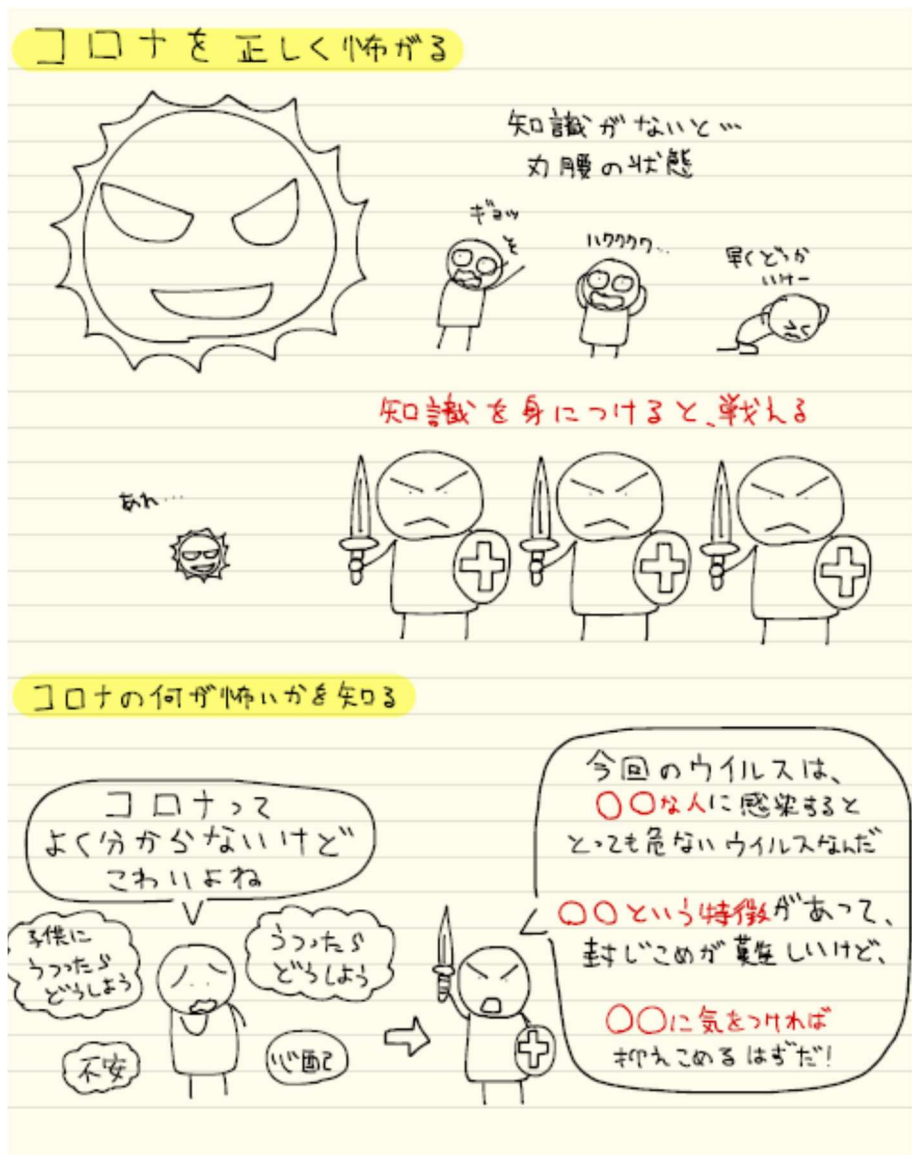 コロナを正しく怖がる
知識がないと…
丸腰の状態
ギョッ
を
ハワワワワ…
早くどっか
いけー
知識を身につけると、戦える
あれ…
コロナの何が怖いかを知る
コロナって
よく分からないけど
こわいよね
子供に
うつったら
どうしよう
うつったら
どうしよう
不安
心配
今回のウイルスは、
〇〇な人に感染すると
とっても危ないウイルスなんだ
〇〇という特徴があって、
封じこめが難しいけど、
〇〇に気をつければ
抑えこめるはずだ!